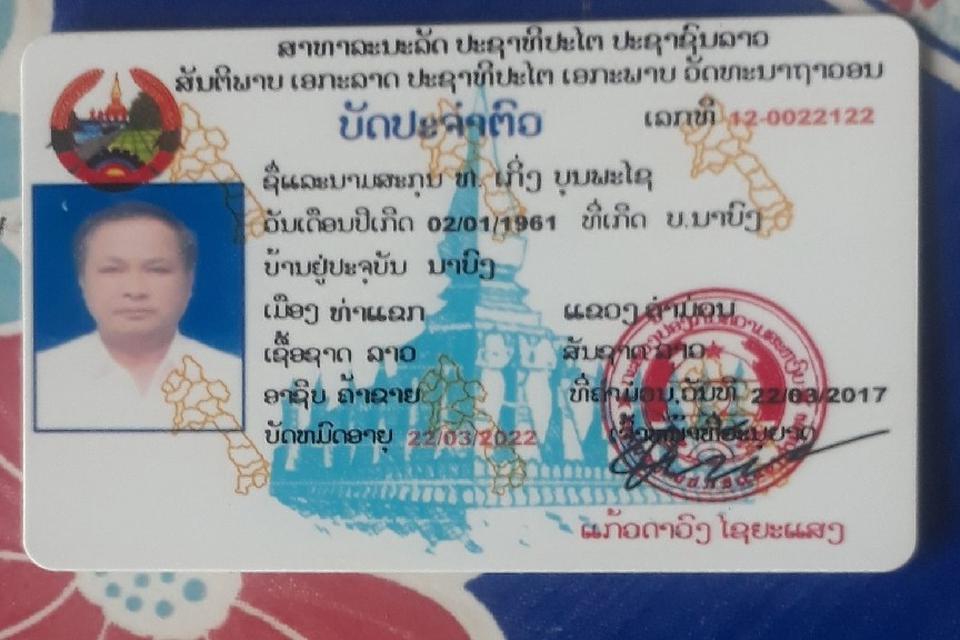 ສາທາລະນະລັດ ປະຊາທິປະໄຕ ປະຊາຊົນລາວ
ສັນຕິພາບ ເອກະລາດ ປະຊາທິປະໄຕ ເອກະພາບ ວັດທະນາຖາວອນ
ບັດປະຈຳຕົວ ເລກທີ 12-0022122
ຊື່ແລະນາມສະກຸນ ທ. ເກິ່ງ ບຸນພະໄຊ
ວັນເດືອນປີເກີດ 02/01/1961 ທີ່ເກີດ ບ.ນາບົງ
ບ້ານຢູ່ປະຈຸບັນ ນາບົງ
ເມືອງ ທ່າແຂກ ແຂວງ ຄຳມ່ວນ
ເຊື້ອຊາດ ລາວ ສັນຊາດ ລາວ
ອາຊິບ ຄ້າຂາຍ ທີ່ຄຳມ່ວນ,ວັນທີ 22/03/2017
ບັດໝົດອາຍຸ 22/03/2022
ແກ້ວດາວົງ ໄຊຍະແສງ